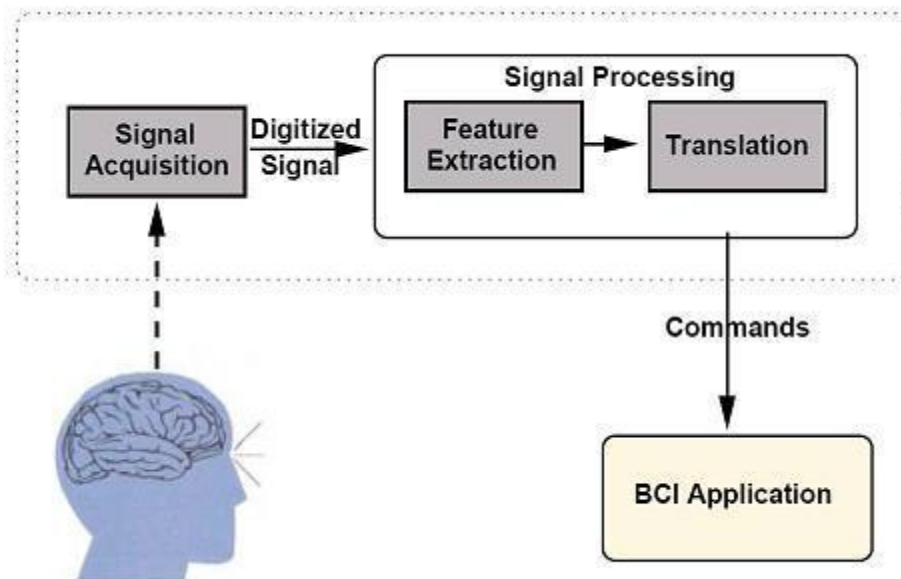 Signal Processing
Signal
Acquisition
Digitized
Signal
Feature
Extraction
Translation
Commands
BCI Application